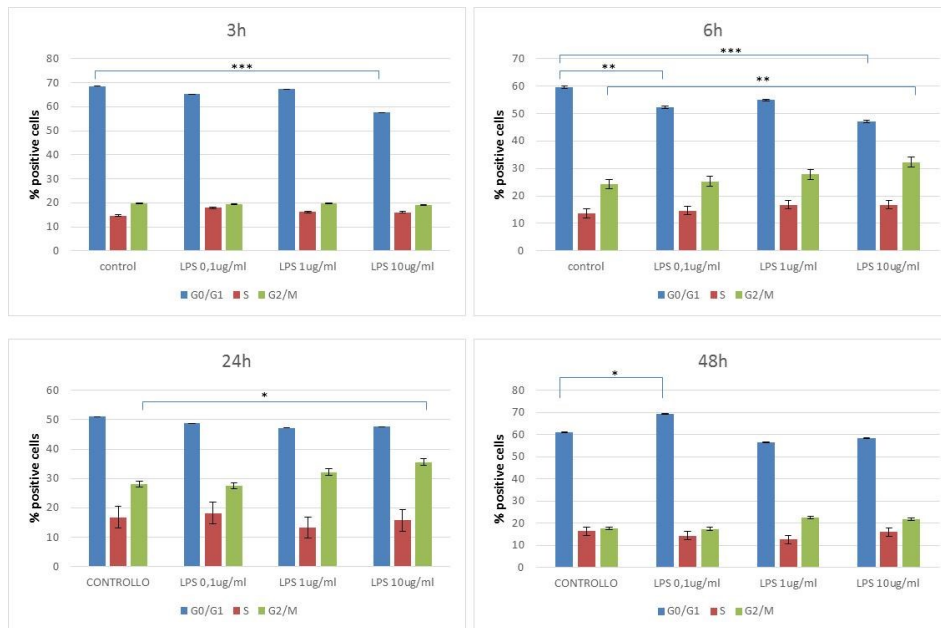 3h
% positive cells
80
70
60
50
40
30
20
10
0
***
control LPS 0,1ug/ml LPS 1ug/ml LPS 10ug/ml
G0/G1 S G2/M
6h
% positive cells
70
60
50
40
30
20
10
0
** *** **
control LPS 0,1ug/ml LPS 1ug/ml LPS 10ug/ml
G0/G1 S G2/M
24h
% positive cells
60
50
40
30
20
10
0
*
CONTROLLO LPS 0,1ug/ml LPS 1ug/ml LPS 10ug/ml
G0/G1 S G2/M
48h
% positive cells
90
80
70
60
50
40
30
20
10
0
*
CONTROLLO LPS 0,1ug/ml LPS 1ug/ml LPS 10ug/ml
G0/G1 S G2/M